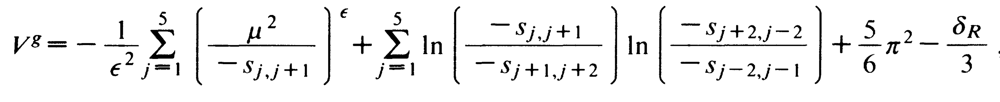 $V^g = -\frac{1}{\epsilon^2} \sum_{j=1}^{5} \left( \frac{\mu^2}{-s_{j,j+1}} \right)^{\epsilon} + \sum_{j=1}^{5} \ln \left( \frac{-s_{j,j+1}}{-s_{j+1,j+2}} \right) \ln \left( \frac{-s_{j+2,j-2}}{-s_{j-2,j-1}} \right) + \frac{5}{6} \pi^2 - \frac{\delta_R}{3} ,$